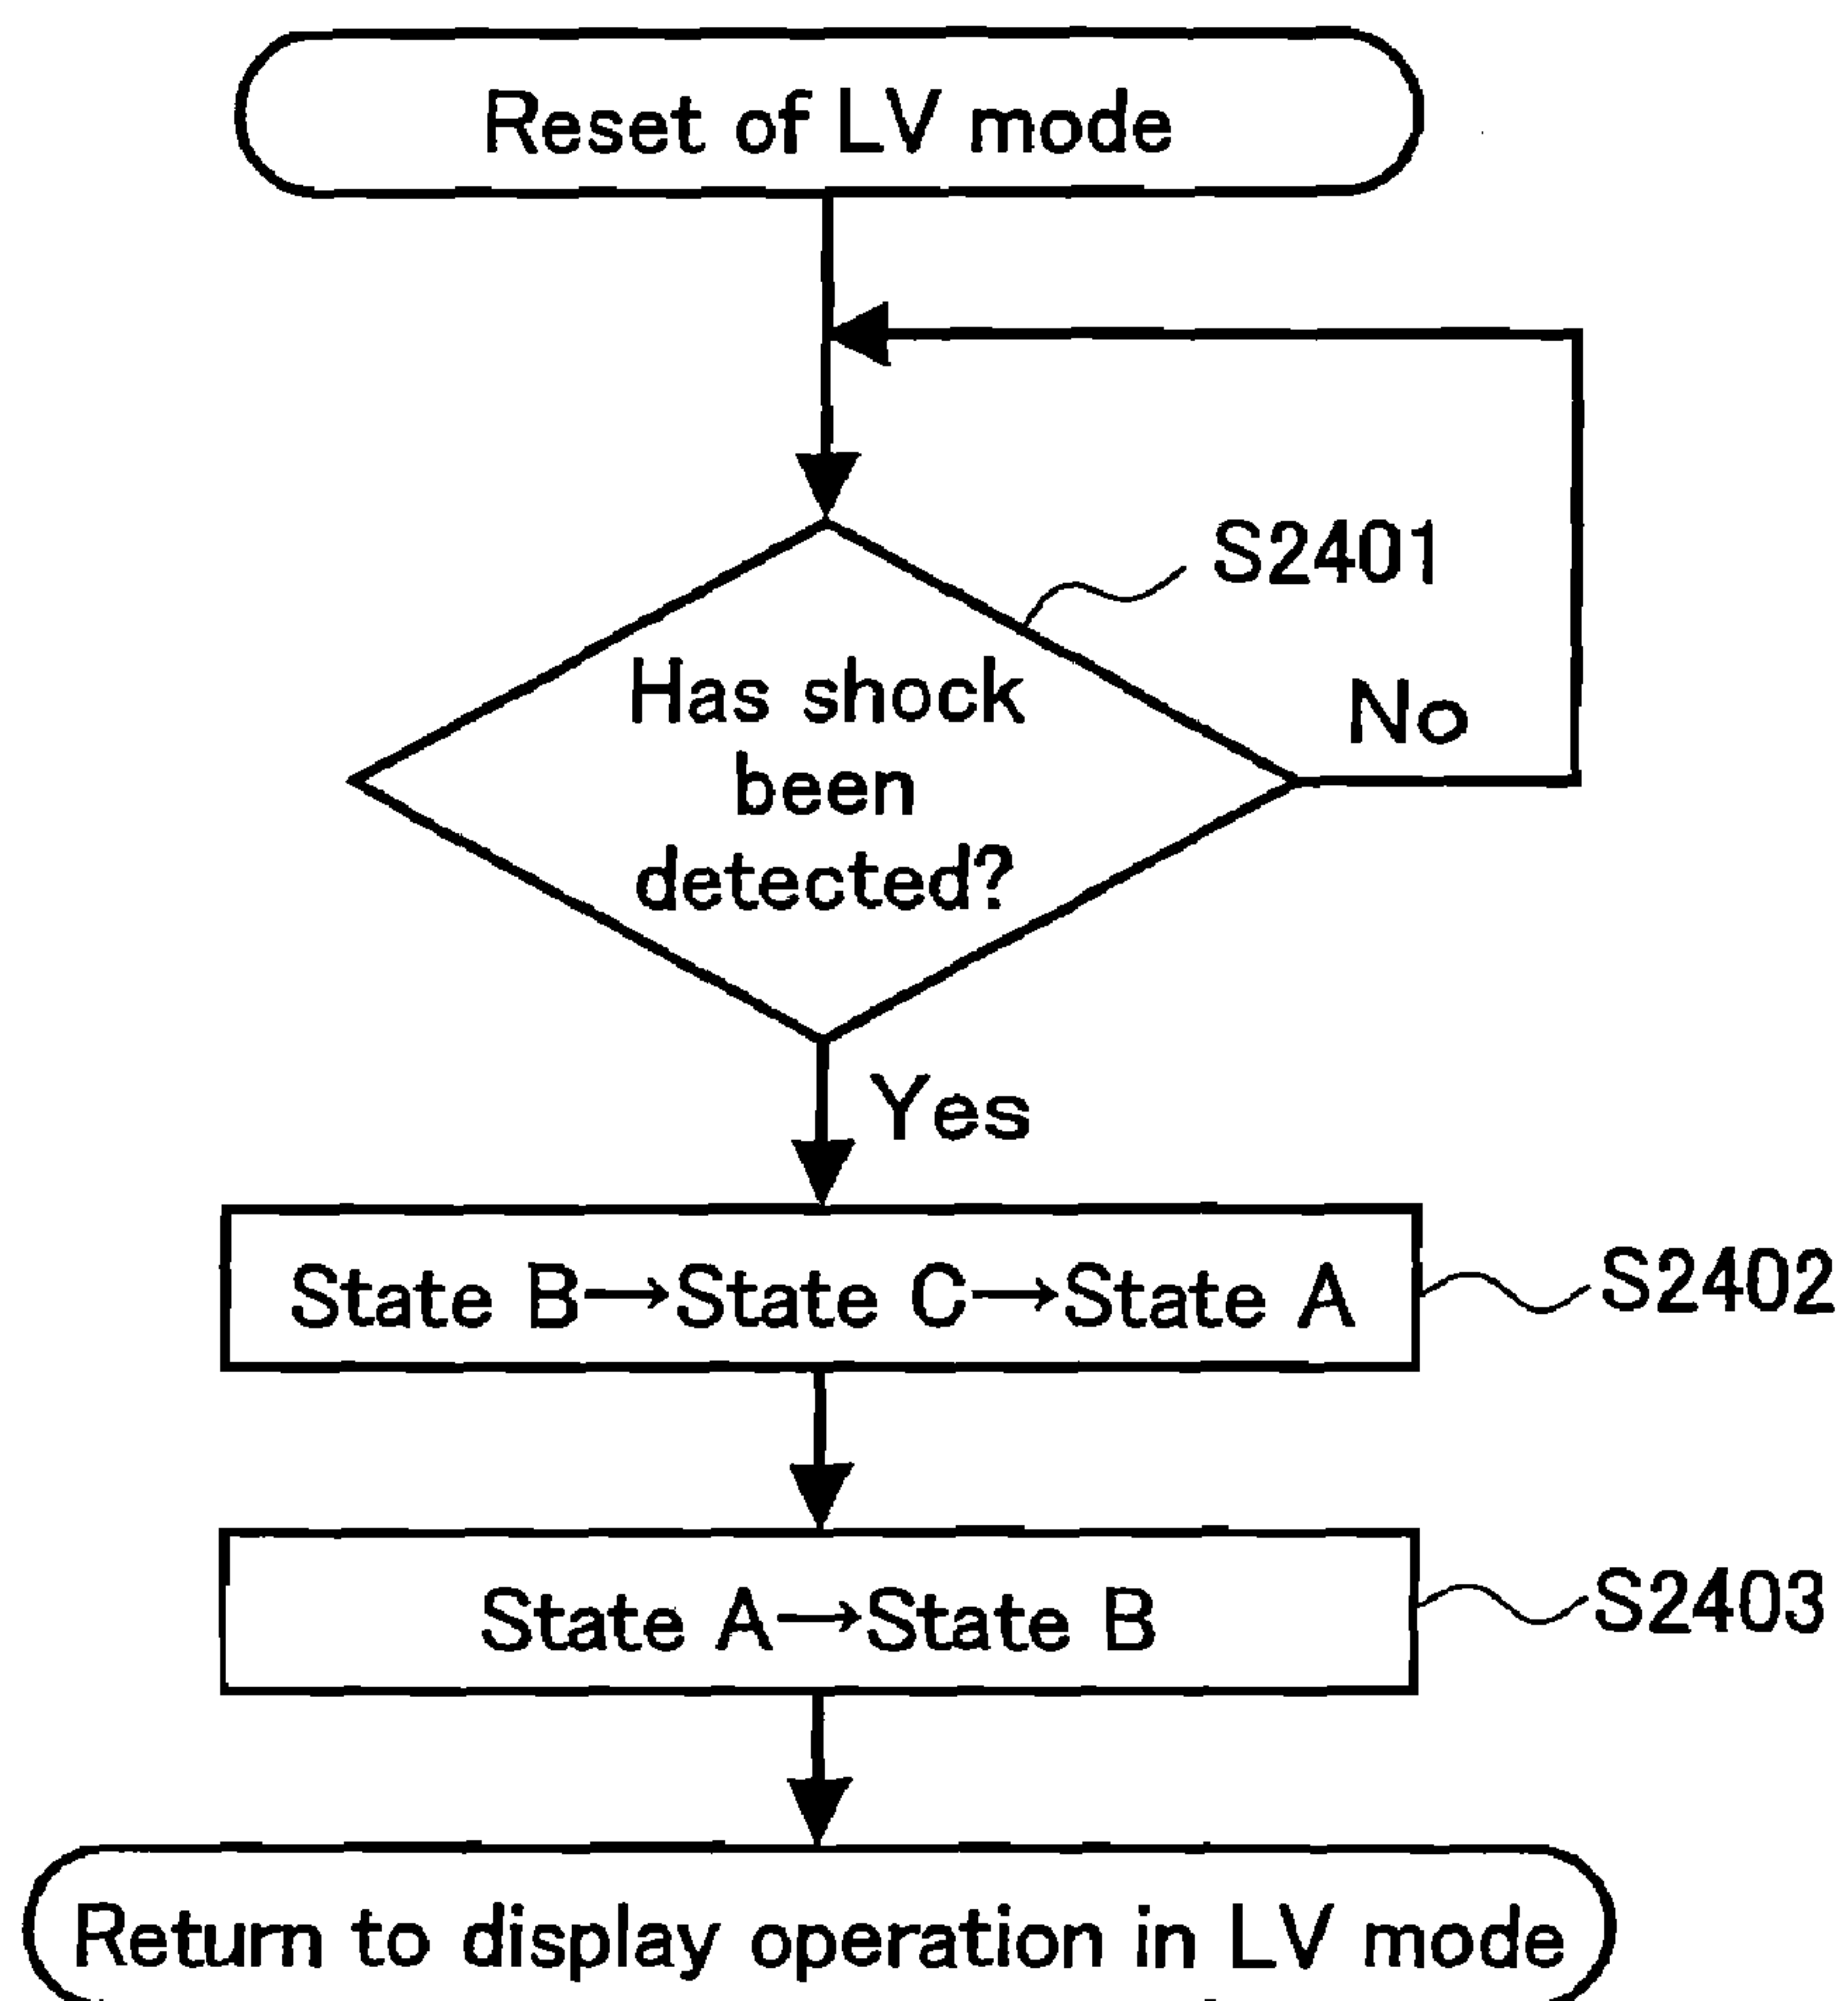 Reset of LV mode
S2401
Has shock
been
detected?
No
Yes
State B→State C→State A
S2402
State A→State B
S2403
Return to display operation in LV mode